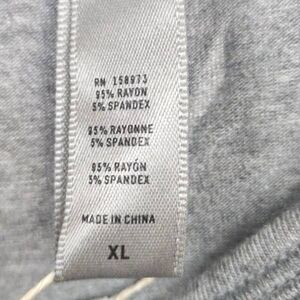 RN 158973
95% RAYON
5% SPANDEX
95% RAYONNE
5% SPANDEX
95% RAYÓN
5% SPANDEX
MADE IN CHINA
XL